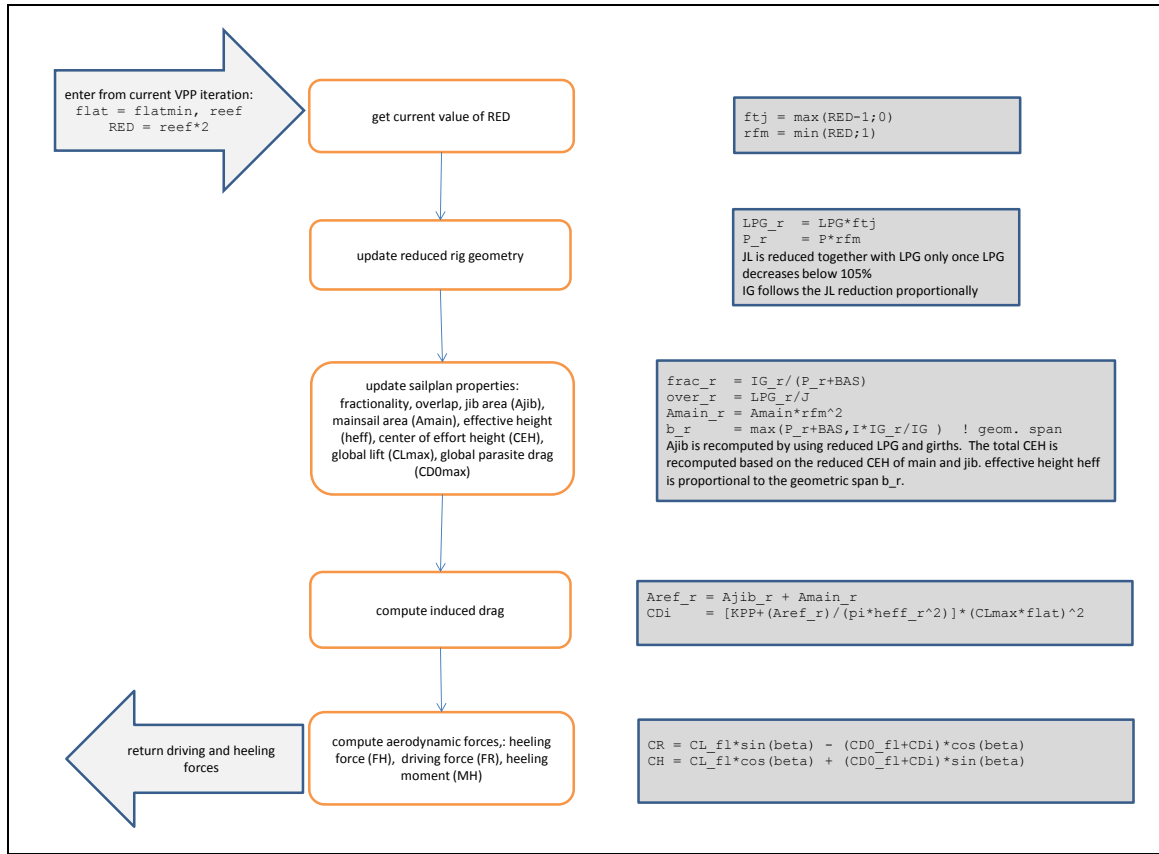 enter from current VPP iteration:
flat = flatmin, reef
RED = reef*2
get current value of RED
ftj = max(RED-1;0)
rfm = min(RED;1)
update reduced rig geometry
LPG_r  = LPG*ftj
P_r    = P*rfm
JL is reduced together with LPG only once LPG
decreases below 105%
IG follows the JL reduction proportionally
update sailplan properties:
fractionality, overlap, jib area (Ajib),
mainsail area (Amain), effective height
(heff), center of effort height (CEH),
global lift (CLmax), global parasite drag
(CD0max)
frac_r  = IG_r/(P_r+BAS)
over_r  = LPG_r/J
Amain_r = Amain*rfm^2
b_r     = max(P_r+BAS,I*IG_r/IG )  ! geom. span
Ajib is recomputed by using reduced LPG and girths.  The total CEH is
recomputed based on the reduced CEH of main and jib. effective height heff
is proportional to the geometric span b_r.
compute induced drag
Aref_r = Ajib_r + Amain_r
CDi    = [KPP+(Aref_r)/(pi*heff_r^2)]*(CLmax*flat)^2
return driving and heeling
forces
compute aerodynamic forces,: heeling
force (FH),  driving force (FR), heeling
moment (MH)
CR = CL_fl*sin(beta) - (CD0_fl+CDi)*cos(beta)
CH = CL_fl*cos(beta) + (CD0_fl+CDi)*sin(beta)